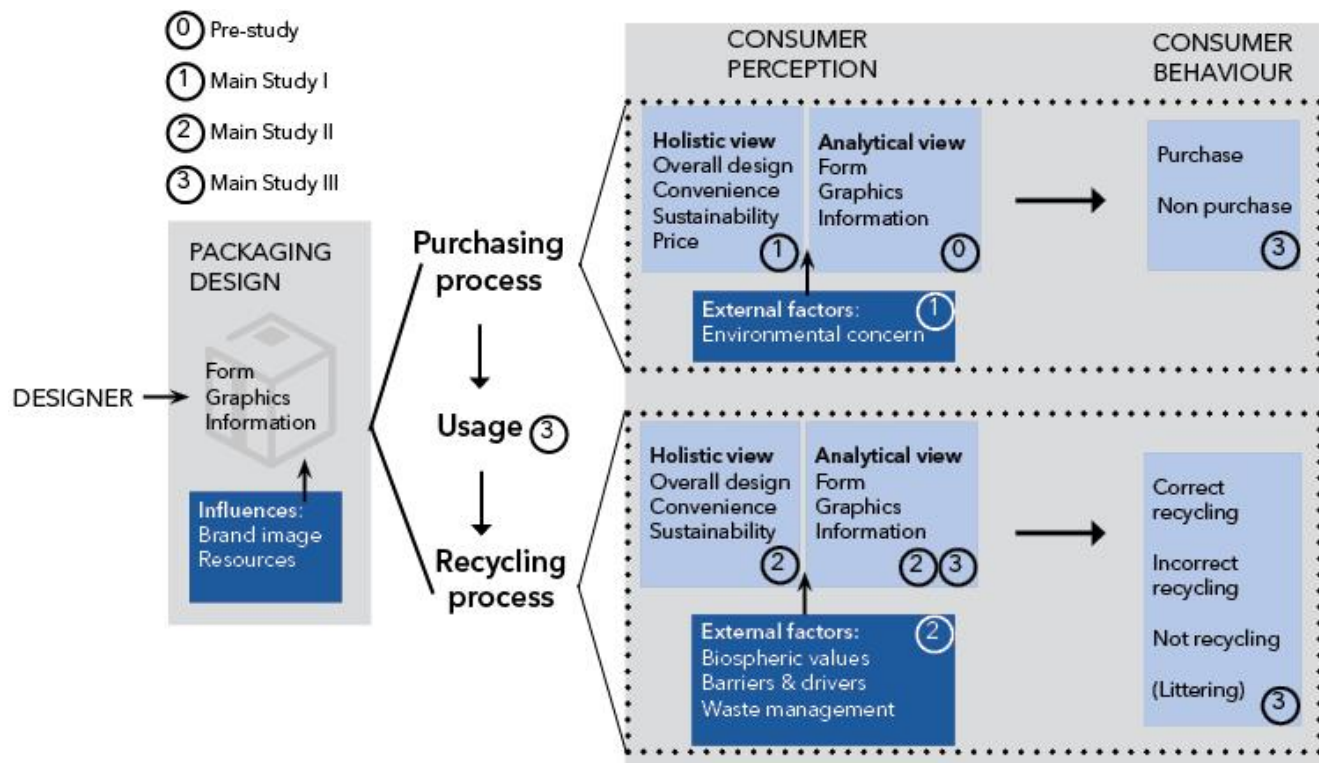 0 Pre-study
1 Main Study I
2 Main Study II
3 Main Study III
DESIGNER
PACKAGING
DESIGN
Form
Graphics
Information
Influences:
Brand image
Resources
Purchasing
process
Usage 3
Recycling
process
CONSUMER
PERCEPTION
CONSUMER
BEHAVIOUR
Holistic view
Overall design
Convenience
Sustainability
Price
1
Analytical view
Form
Graphics
Information
0
External factors: 1
Environmental concern
Purchase
Non purchase
3
Holistic view
Overall design
Convenience
Sustainability
2
Analytical view
Form
Graphics
Information
2 3
External factors: 2
Biospheric values
Barriers & drivers
Waste management
Correct
recycling
Incorrect
recycling
Not recycling
(Littering) 3